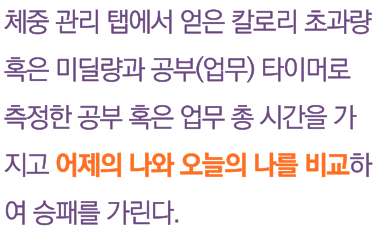 체중 관리 탭에서 얻은 칼로리 초과량
혹은 미딜량과 공부(업무) 타이머로
측정한 공부 혹은 업무 총 시간을 가
지고 어제의 나와 오늘의 나를 비교하
여 승패를 가린다.